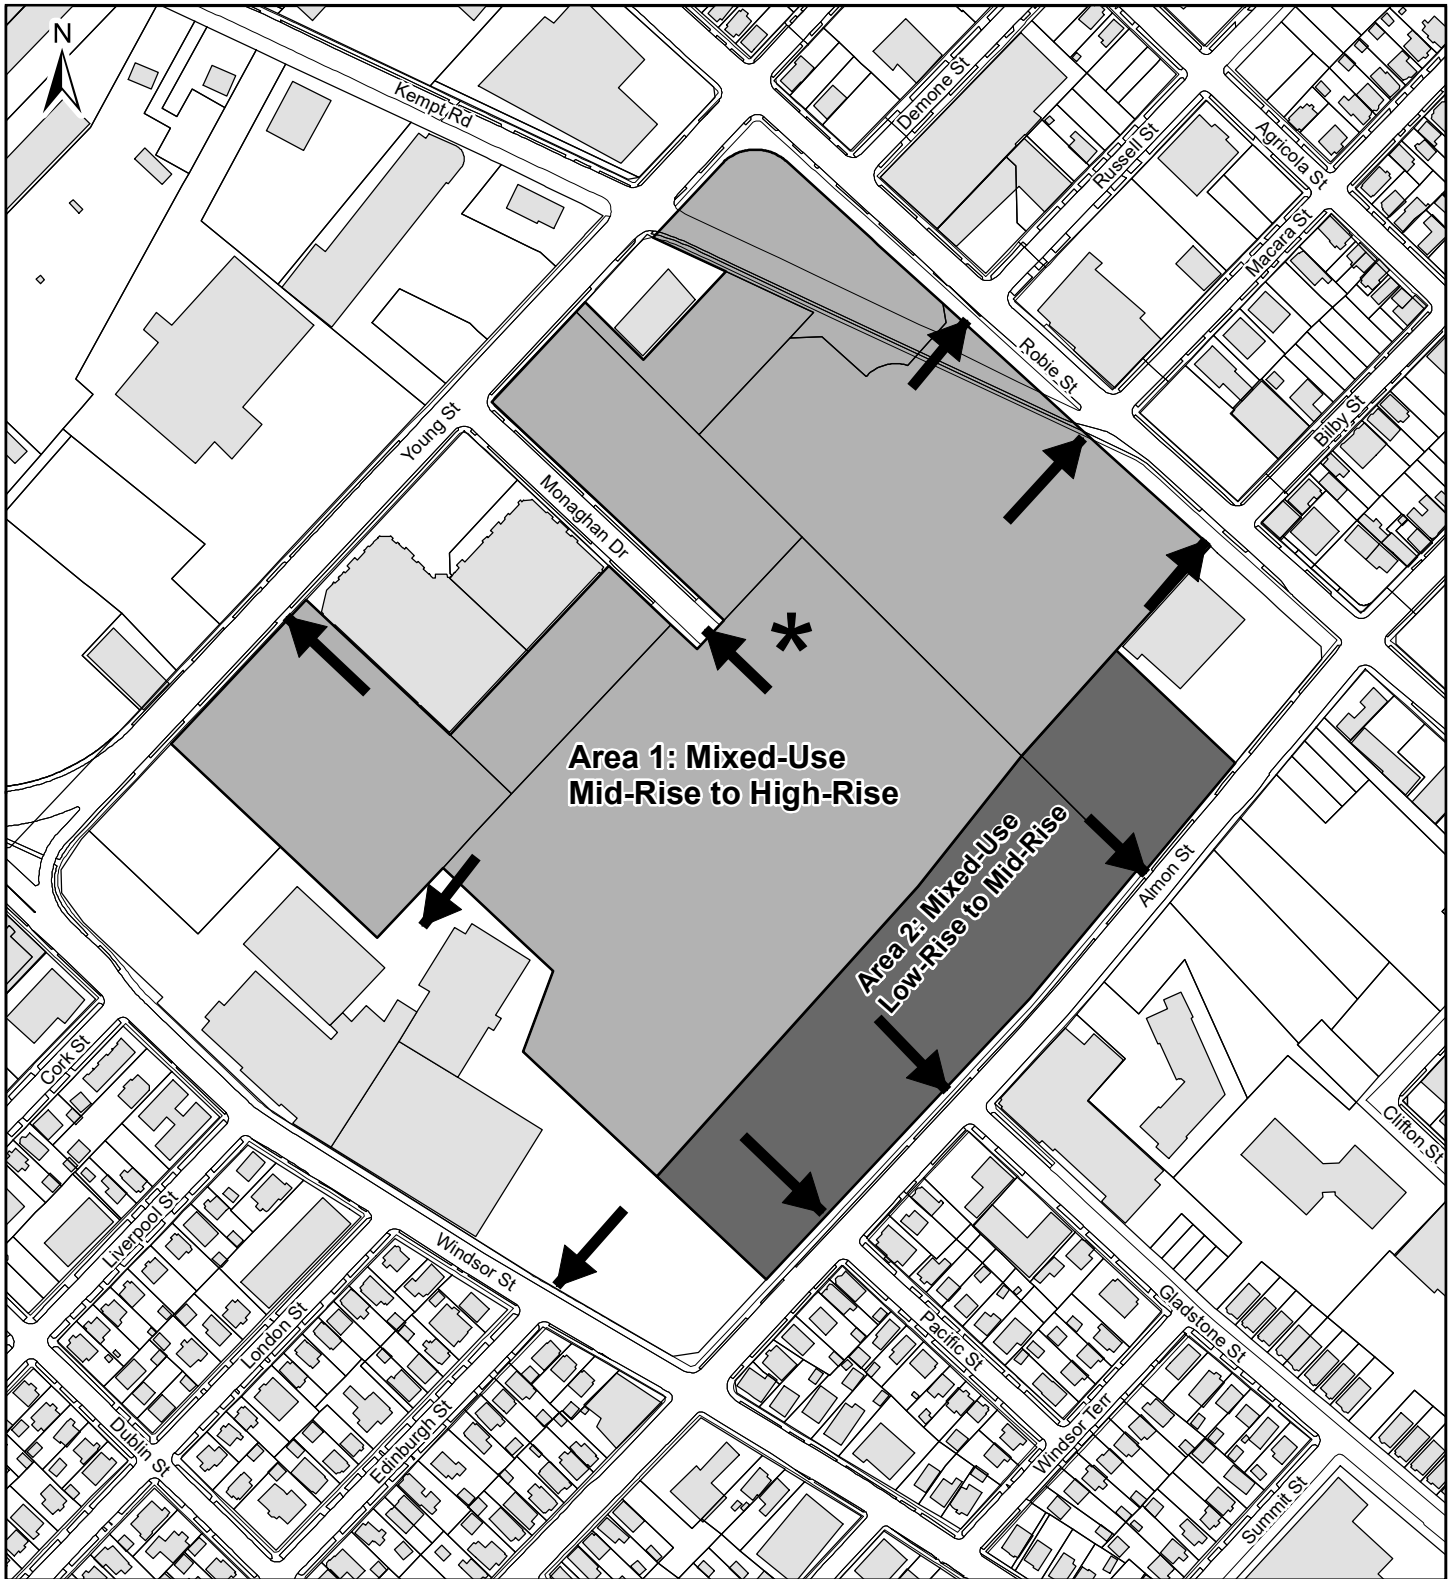 N
Kempt Rd
Demone St
Russell St
Agricola St
Macara St
Robie St
Bilby St
Young St
Monaghan Dr
*
Area 1: Mixed-Use
Mid-Rise to High-Rise
Area 2: Mixed-Use
Low-Rise to Mid-Rise
Almon St
Cork St
Clifton St
Liverpool St
Windsor St
London St
Gladstone St
Pacific St
Dublin St
Edinburgh St
Windsor Terr
Summit St